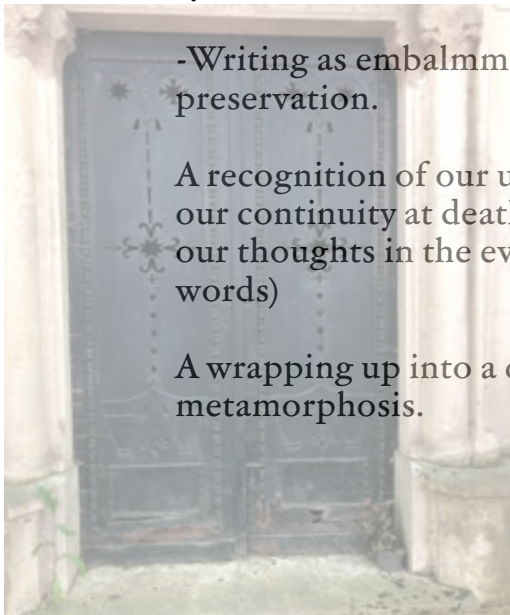 -Writing as embalmm
preservation.
A recognition of our u
our continuity at deat
our thoughts in the ev
words)
A wrapping up into a
metamorphosis.